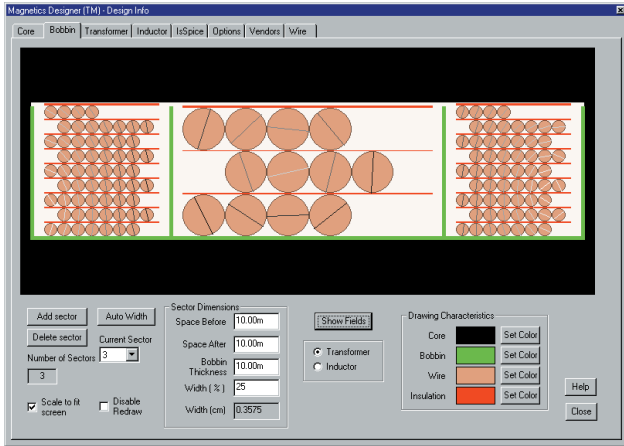 Magnetics Designer (TM) - Design Info
Core Bobbin Transformer Inductor IsSpice Options Vendors Wire
Add sector Auto Width
Delete sector Current Sector
Number of Sectors 3
3
Scale to fit screen Disable Redraw
Sector Dimensions
Space Before 10.00m
Space After 10.00m
Bobbin Thickness 10.00m
Width ( % ) 25
Width (cm) 0.3575
Show Fields
Transformer
Inductor
Drawing Characteristics
Core Set Color
Bobbin Set Color
Wire Set Color
Insulation Set Color
Help
Close